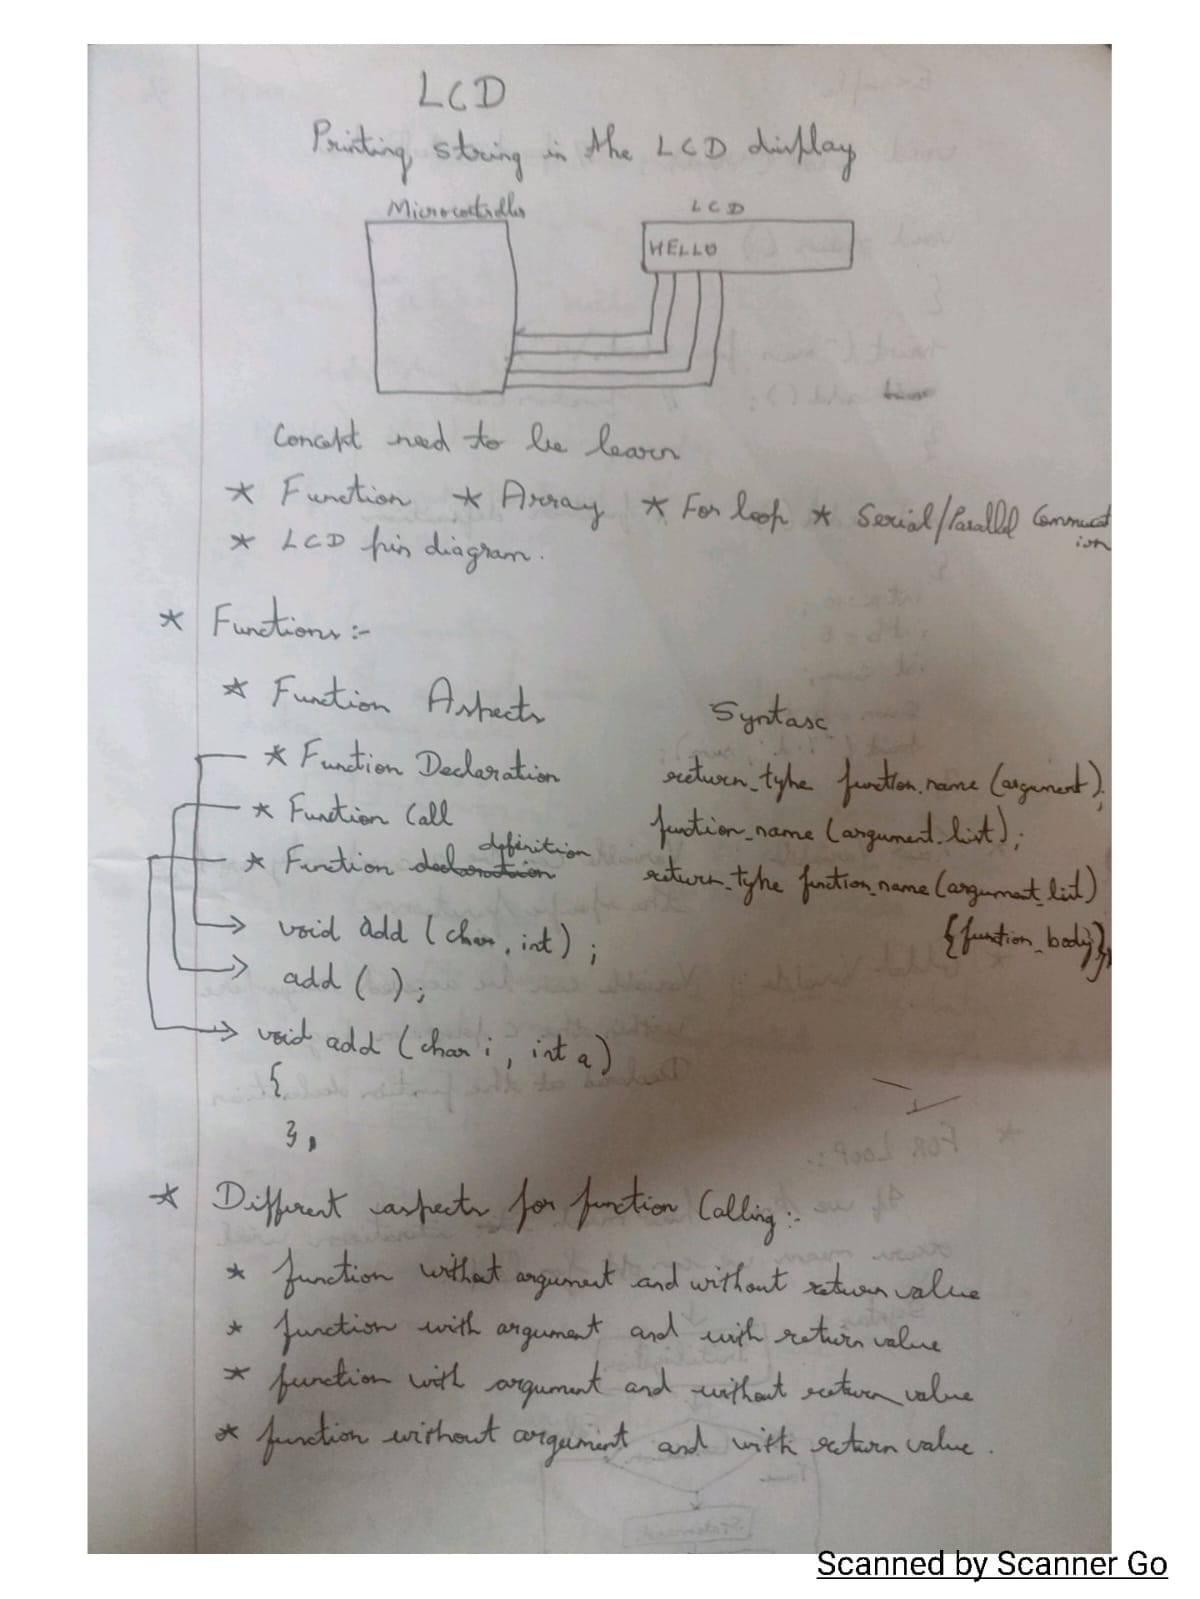 LCD
Printing string in the LCD display
Microcontroller LCD
HELLO
Concept need to be learn
* Function * Array * For loop * Serial/Parallel Communicat
ion
* LCD pin diagram.
* Functions :-
* Function Aspects Syntax
* Function Declaration return_type function_name (argument);
* Function Call function_name (argument_list);
definition
* Function declaration return_type function_name (argument_list)
{function_body},
void add (char, int);
add ( );
void add (char i, int a)
{
},
* Different aspects for function Calling :-
* function without argument and without return value
* function with argument and with return value
* function with argument and without return value
* function without argument and with return value.
Scanned by Scanner Go